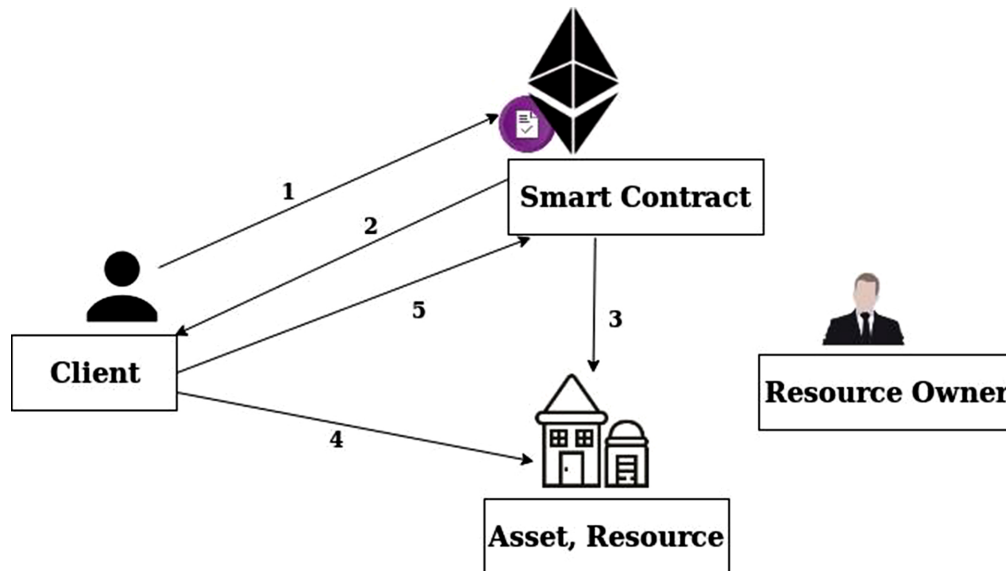 1
Smart Contract
2
5
3
Client
Resource Owner
4
Asset, Resource